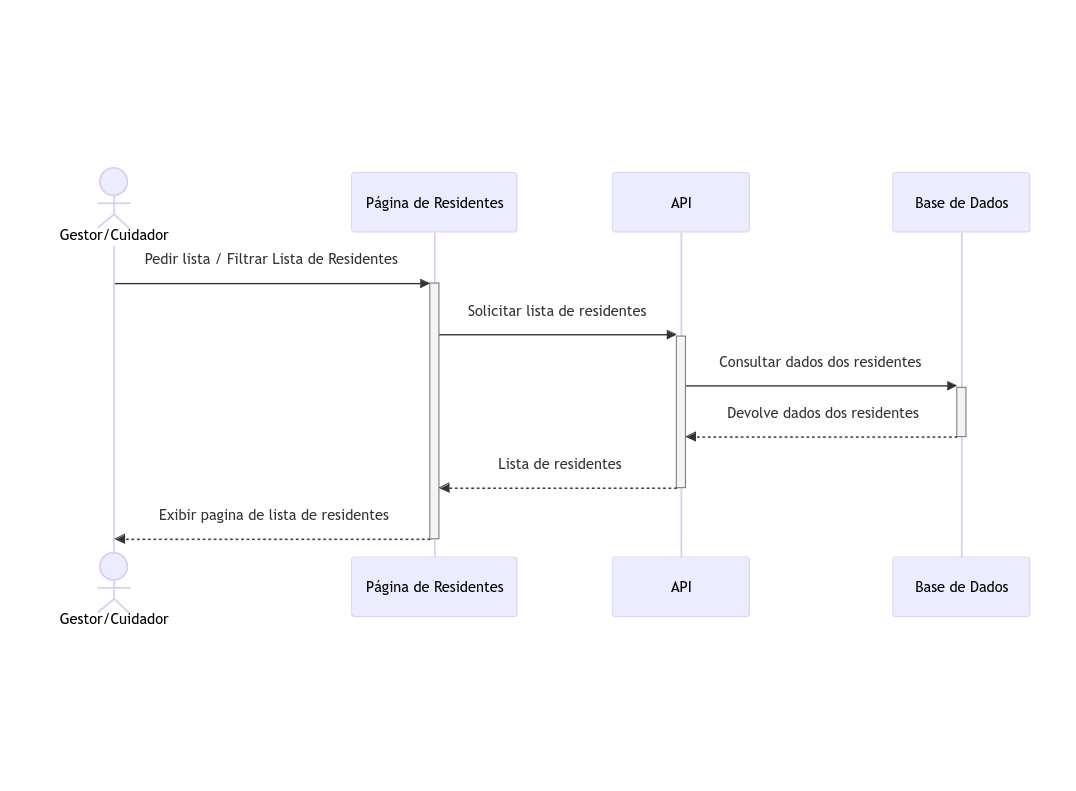 Gestor/Cuidador
Página de Residentes
API
Base de Dados
Pedir lista / Filtrar Lista de Residentes
Solicitar lista de residentes
Consultar dados dos residentes
Devolve dados dos residentes
Lista de residentes
Exibir pagina de lista de residentes
Gestor/Cuidador
Página de Residentes
API
Base de Dados